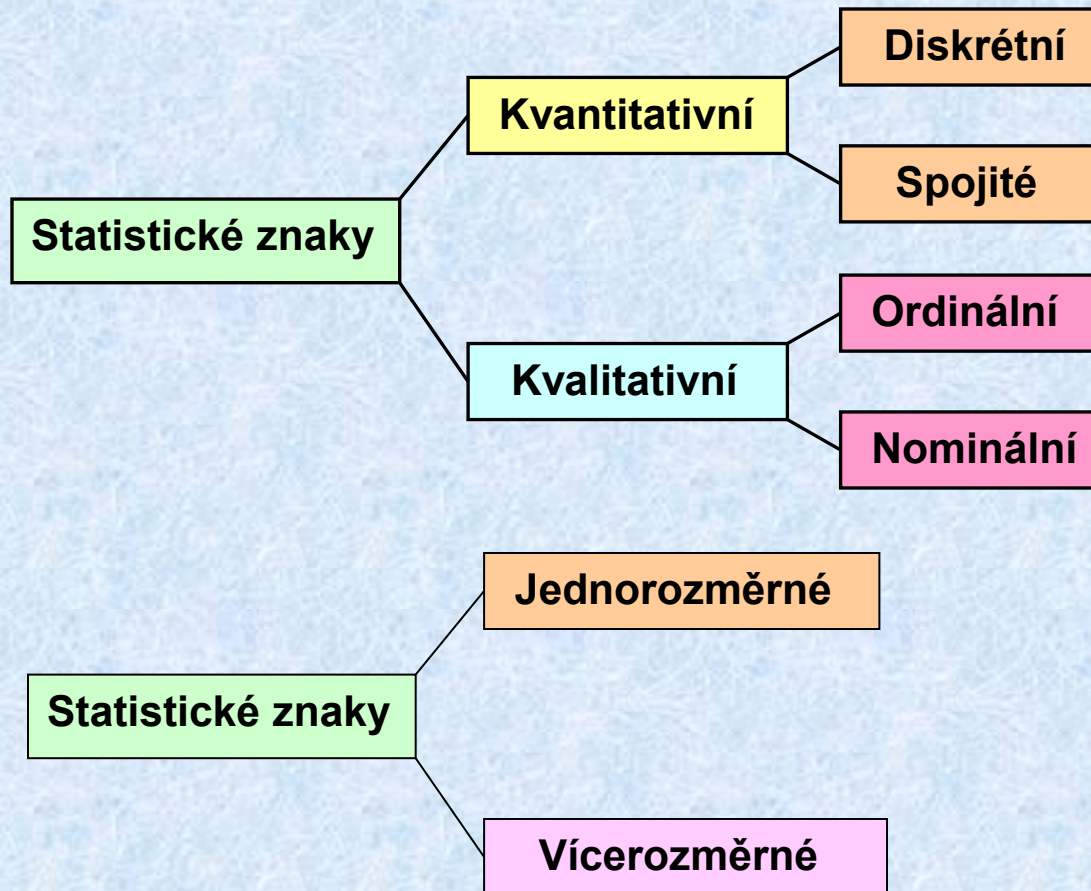 Diskrétní
Kvantitativní
Spojité
Statistické znaky
Ordinální
Kvalitativní
Nominální
Jednorozměrné
Statistické znaky
Vícerozměrné